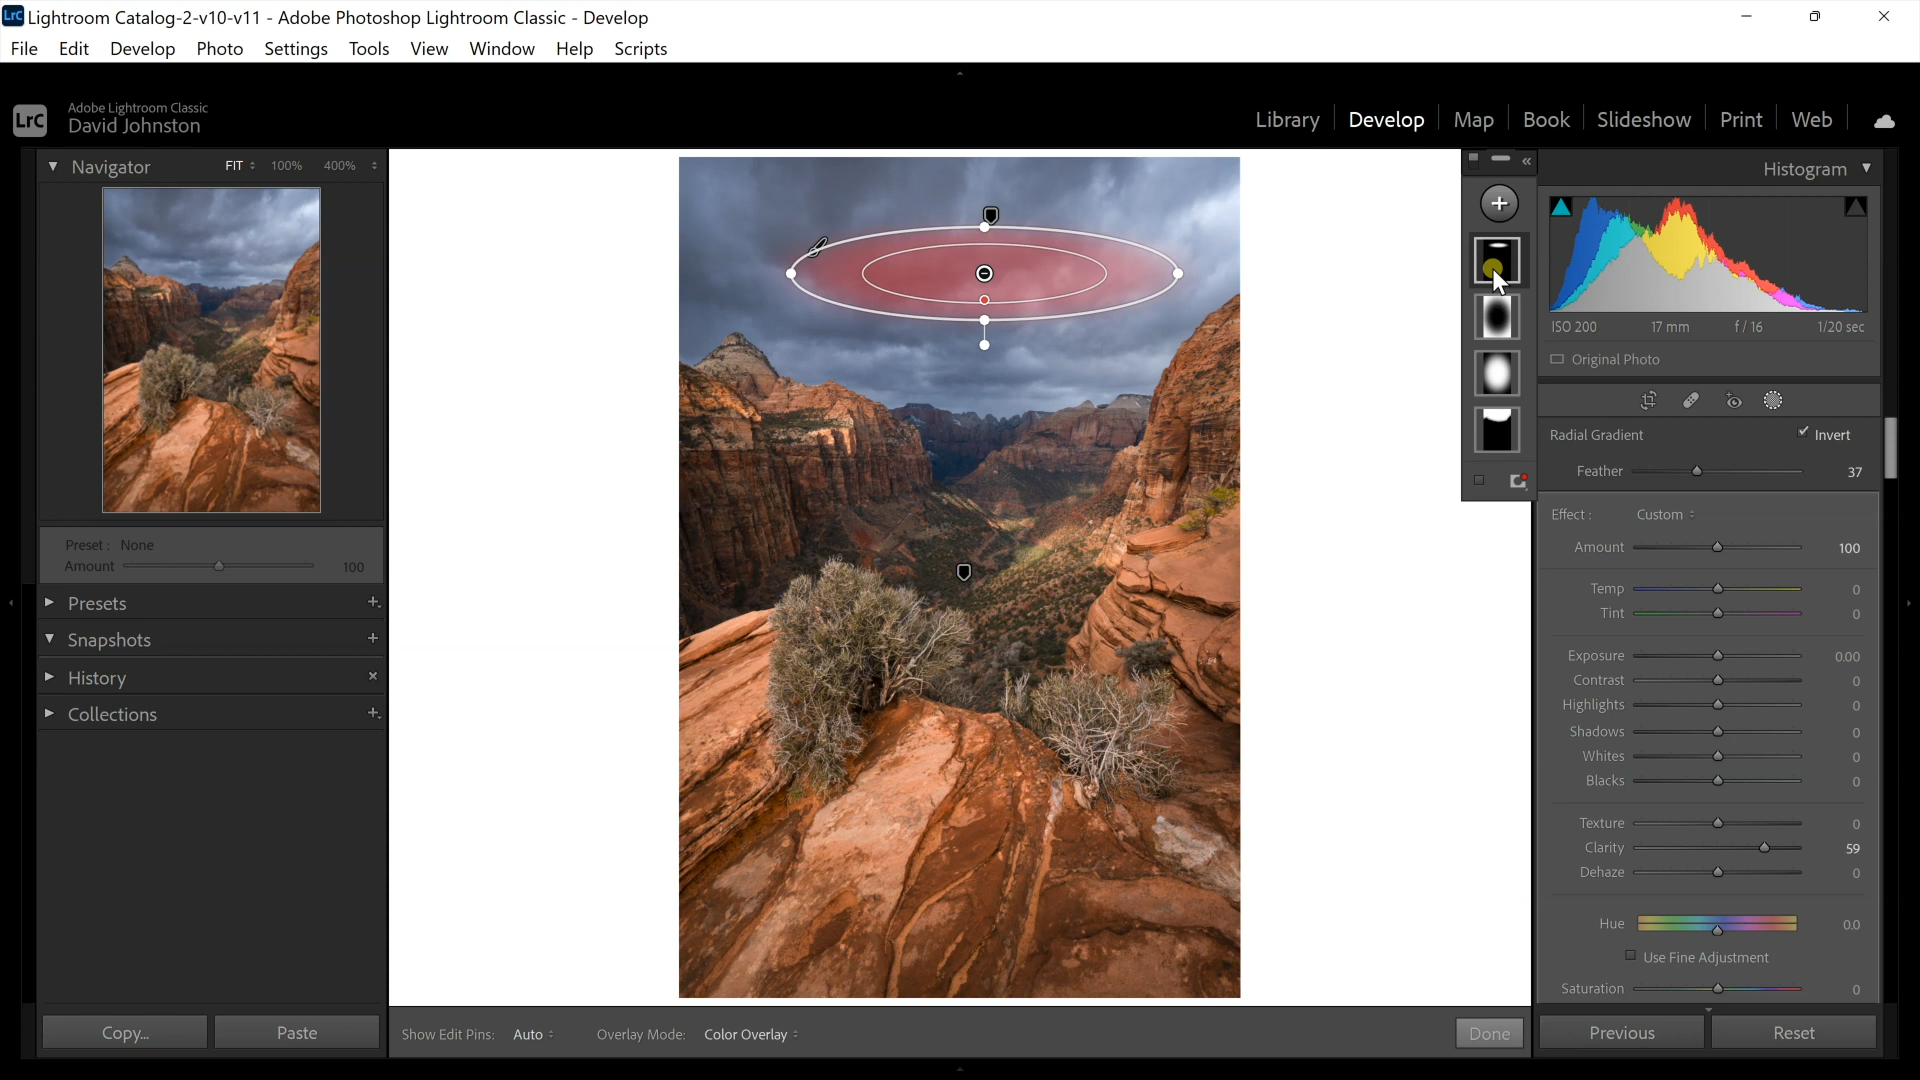 LrC Lightroom Catalog-2-v10-v11 - Adobe Photoshop Lightroom Classic - Develop
File Edit Develop Photo Settings Tools View Window Help Scripts
LrC Adobe Lightroom Classic
David Johnston
Library Develop Map Book Slideshow Print Web
Navigator FIT 100% 400%
Histogram
ISO 200 17 mm f / 16 1/20 sec
Original Photo
Radial Gradient Invert
Feather 37
Effect : Custom
Amount 100
Temp 0
Tint 0
Exposure 0.00
Contrast 0
Highlights 0
Shadows 0
Whites 0
Blacks 0
Texture 0
Clarity 59
Dehaze 0
Hue 0.0
Use Fine Adjustment
Saturation 0
Preset : None
Amount 100
Presets
Snapshots
History
Collections
Copy... Paste
Show Edit Pins: Auto Overlay Mode: Color Overlay Done
Previous Reset